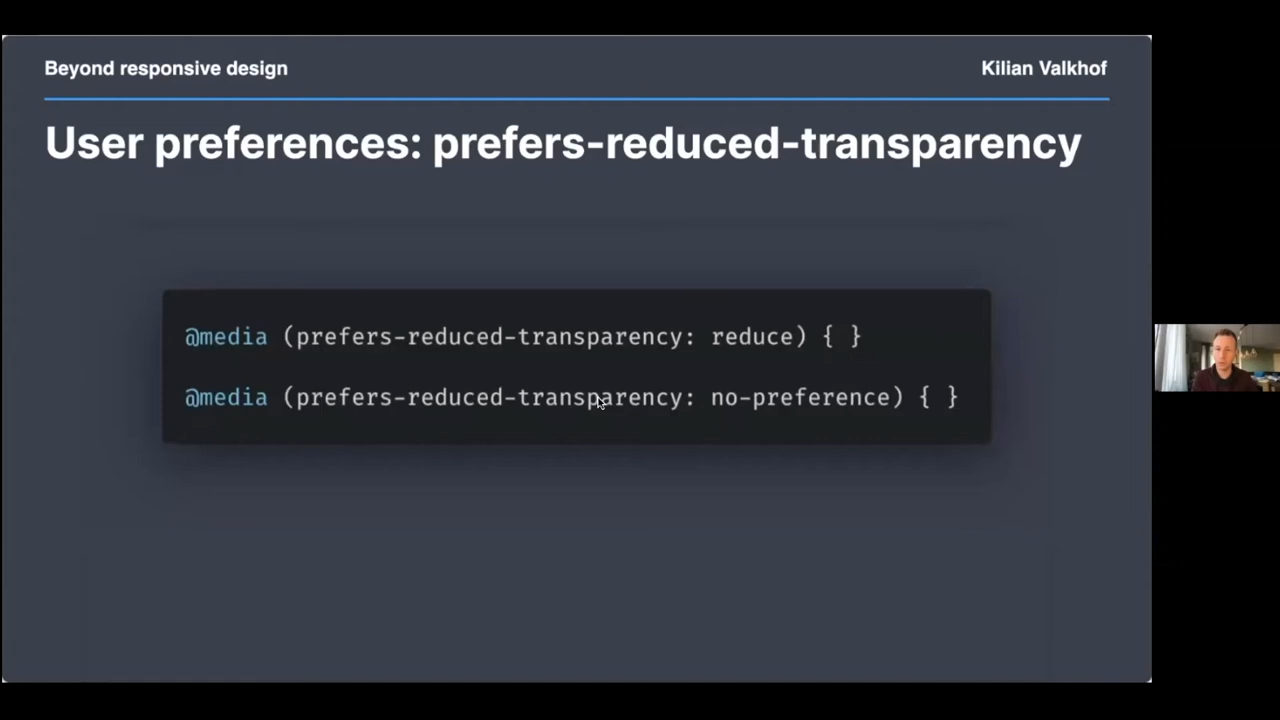 Beyond responsive design
Kilian Valkhof
User preferences: prefers-reduced-transparency
@media (prefers-reduced-transparency: reduce) { }
@media (prefers-reduced-transparency: no-preference) { }